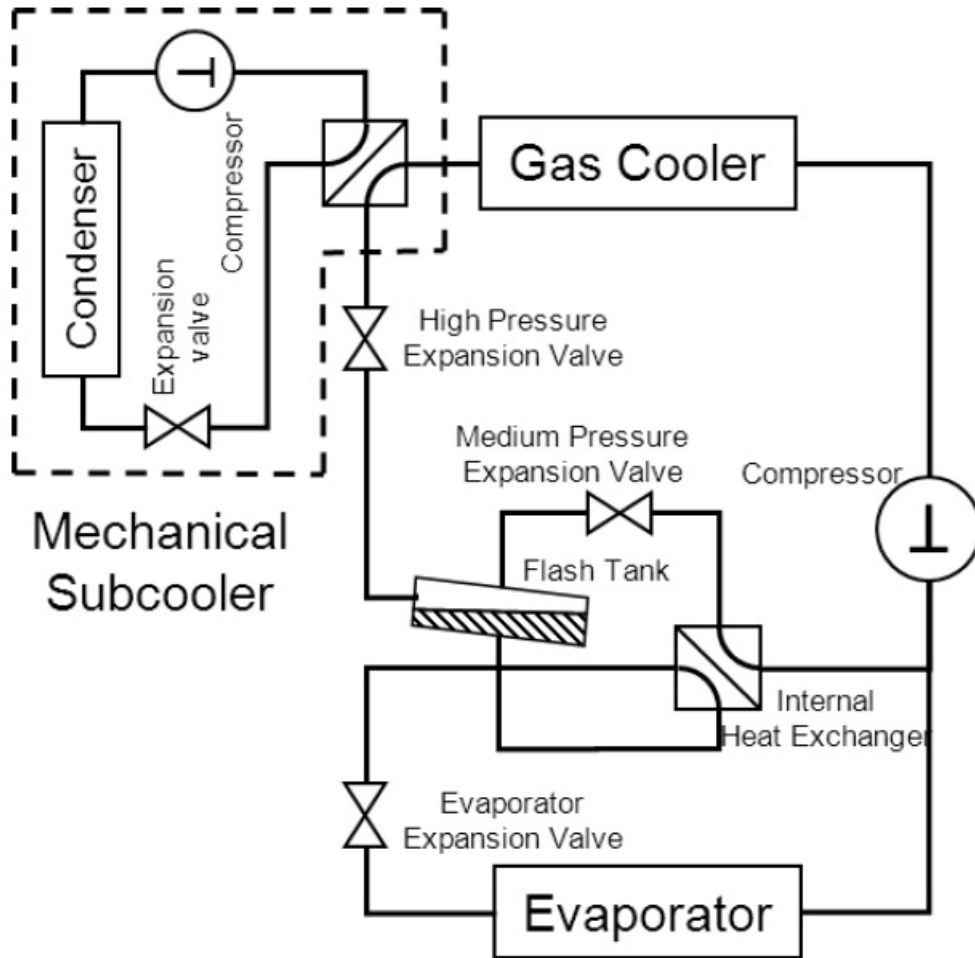 Condenser
Compressor
Expansion
valve
Gas Cooler
High Pressure
Expansion Valve
Mechanical
Subcooler
Medium Pressure
Expansion Valve
Compressor
Flash Tank
Internal
Heat Exchanger
Evaporator
Expansion Valve
Evaporator